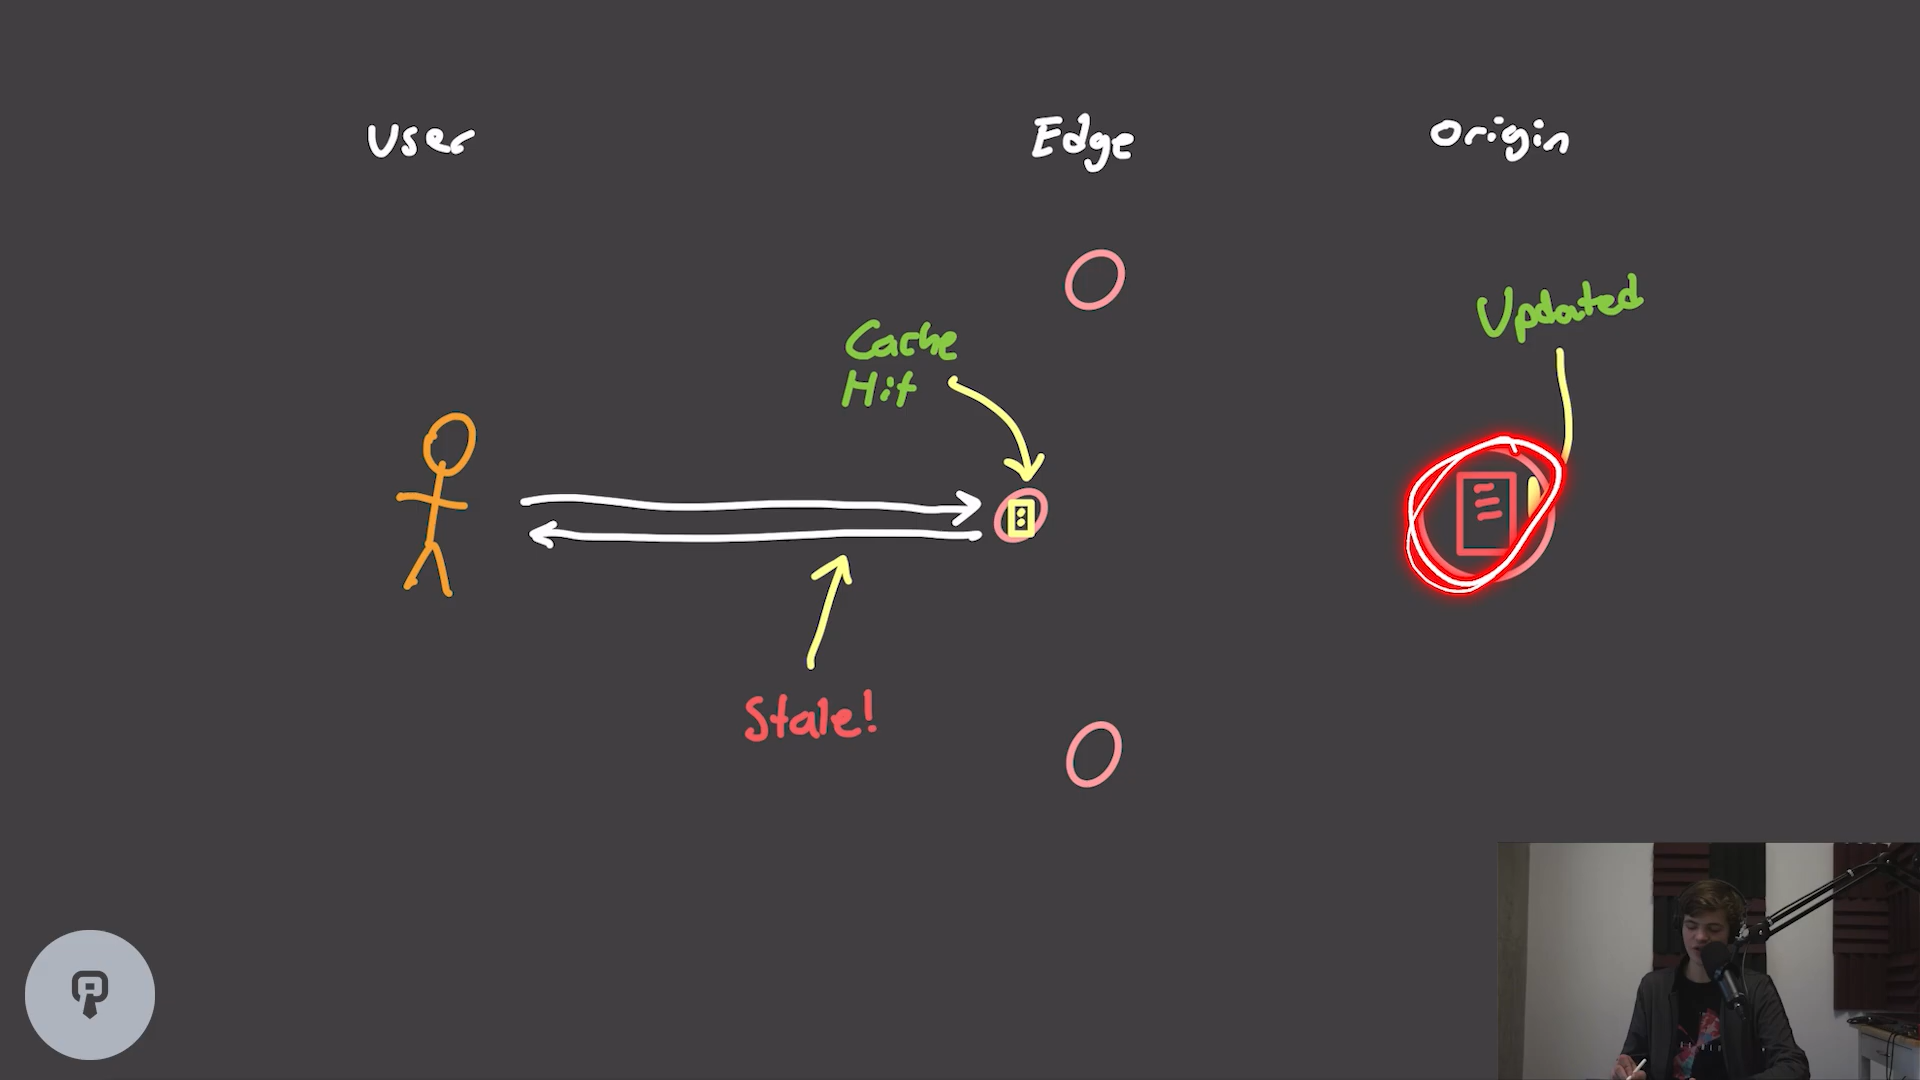 User
Edge
Origin
Updated
Cache
Hit
Stale!